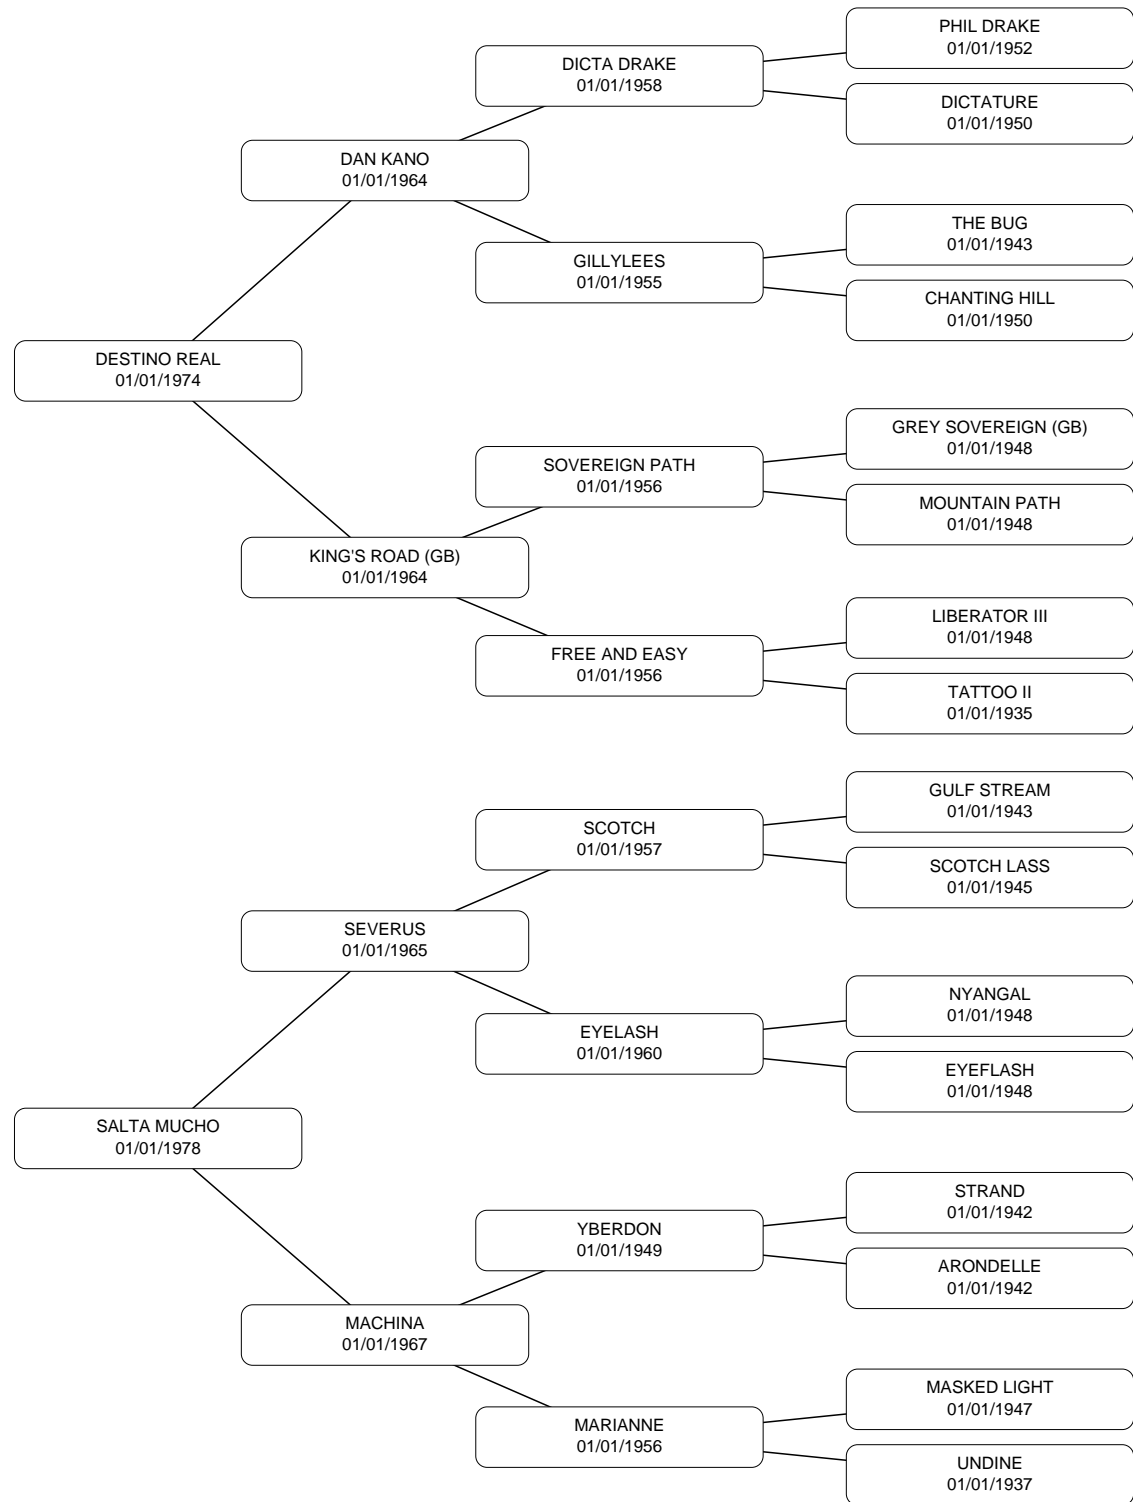 PHIL DRAKE
01/01/1952
DICTA DRAKE
01/01/1958
DICTATURE
01/01/1950
DAN KANO
01/01/1964
THE BUG
01/01/1943
GILLYLEES
01/01/1955
CHANTING HILL
01/01/1950
DESTINO REAL
01/01/1974
GREY SOVEREIGN (GB)
01/01/1948
SOVEREIGN PATH
01/01/1956
MOUNTAIN PATH
01/01/1948
KING'S ROAD (GB)
01/01/1964
LIBERATOR III
01/01/1948
FREE AND EASY
01/01/1956
TATTOO II
01/01/1935
GULF STREAM
01/01/1943
SCOTCH
01/01/1957
SCOTCH LASS
01/01/1945
SEVERUS
01/01/1965
NYANGAL
01/01/1948
EYELASH
01/01/1960
EYEFLASH
01/01/1948
SALTA MUCHO
01/01/1978
STRAND
01/01/1942
YBERDON
01/01/1949
ARONDELLE
01/01/1942
MACHINA
01/01/1967
MASKED LIGHT
01/01/1947
MARIANNE
01/01/1956
UNDINE
01/01/1937